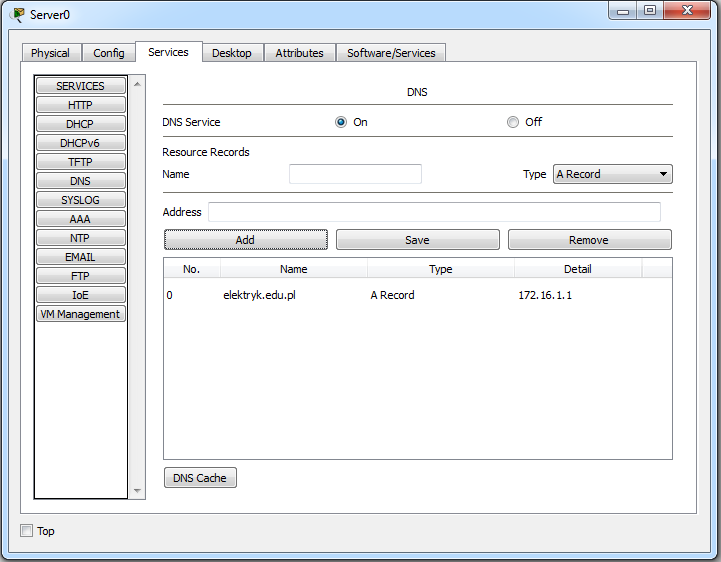 Server0
Physical Config Services Desktop Attributes Software/Services
SERVICES
HTTP
DHCP
DHCPv6
TFTP
DNS
SYSLOG
AAA
NTP
EMAIL
FTP
IoE
VM Management
DNS
DNS Service On Off
Resource Records
Name Type A Record
Address
Add Save Remove
No. Name Type Detail
0 elektryk.edu.pl A Record 172.16.1.1
DNS Cache
Top